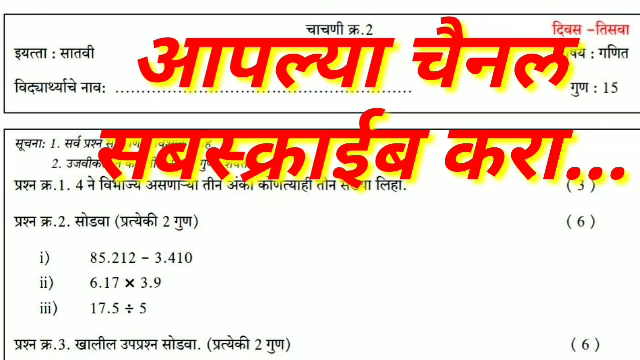 चाचणी क्र.2
दिवस –तिसवा
इयत्ता : सातवी
विषय : गणित
विद्यार्थ्याचे नाव: ......................................................
गुण : 15
आपल्या चैनल
सबस्क्राईब करा...
सूचना: 1. सर्व प्रश्न
2. उजवीक
प्रश्न क्र.1. 4 ने विभाज्य असणाऱ्या तीन अंकी कोणत्याही तीन संख्या लिहा.
( 3 )
प्रश्न क्र.2. सोडवा (प्रत्येकी 2 गुण)
( 6 )
i) 85.212 − 3.410
ii) 6.17 × 3.9
iii) 17.5 ÷ 5
प्रश्न क्र.3. खालील उपप्रश्न सोडवा. (प्रत्येकी 2 गुण)
( 6 )